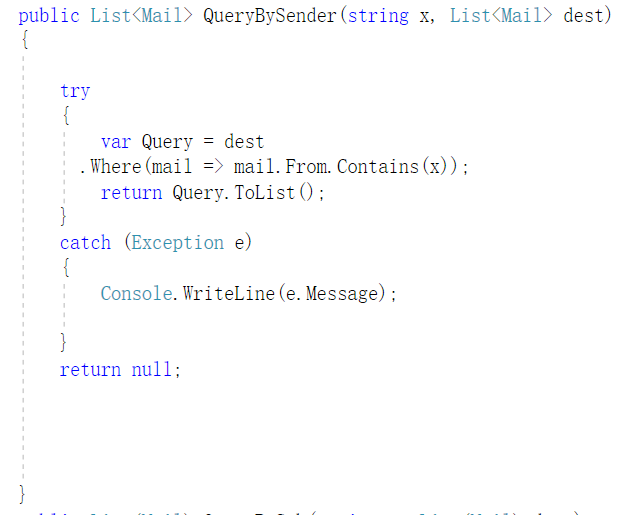 public List<Mail> QueryBySender(string x, List<Mail> dest)
{
try
{
var Query = dest
.Where(mail => mail.From.Contains(x));
return Query.ToList();
}
catch (Exception e)
{
Console.WriteLine(e.Message);
}
return null;
}